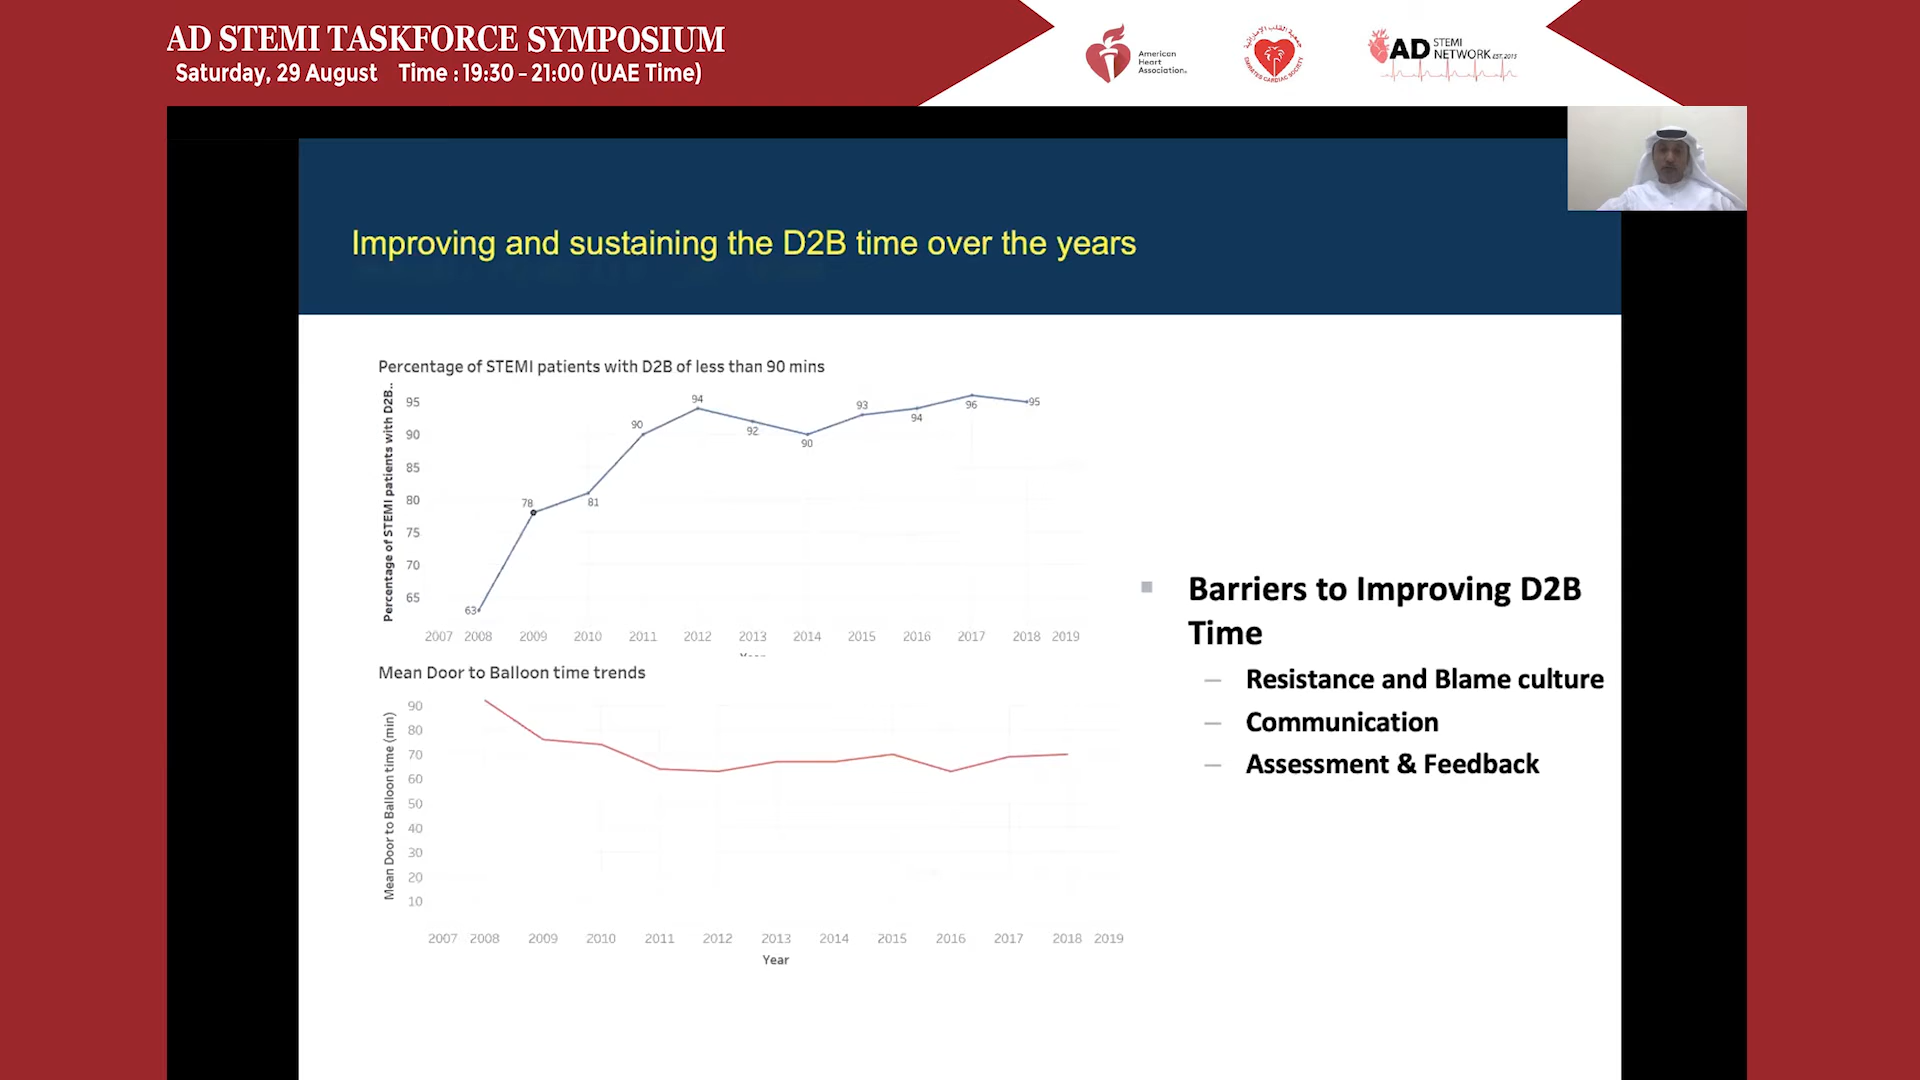 AD STEMI TASKFORCE SYMPOSIUM
Saturday, 29 August Time : 19:30 - 21:00 (UAE Time)
American
Heart
Association.
EMIRATES CARDIAC SOCIETY
AD STEMI
NETWORK EST. 2015
Improving and sustaining the D2B time over the years
Percentage of STEMI patients with D2B of less than 90 mins
Percentage of STEMI patients with D2B..
95
90
85
80
75
70
65
63
78
81
90
94
92
90
93
94
96
95
2007 2008 2009 2010 2011 2012 2013 2014 2015 2016 2017 2018 2019
Mean Door to Balloon time trends
Mean Door to Balloon time (min)
90
80
70
60
50
40
30
20
10
2007 2008 2009 2010 2011 2012 2013 2014 2015 2016 2017 2018 2019
Year
Barriers to Improving D2B
Time
– Resistance and Blame culture
– Communication
– Assessment & Feedback